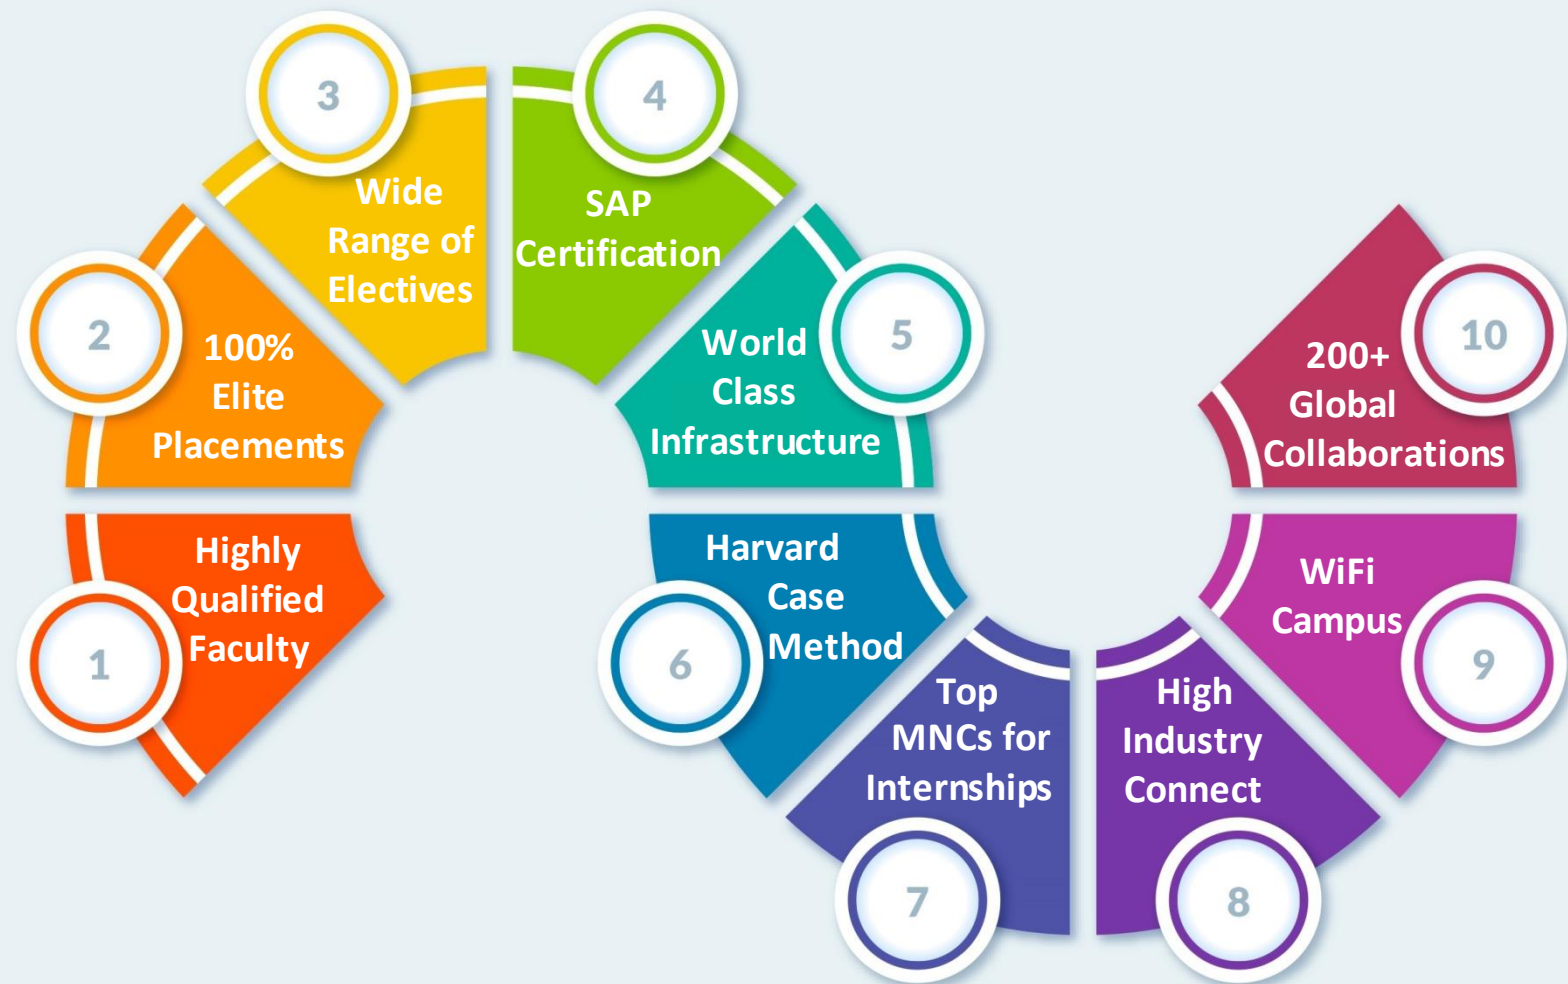 1
Highly
Qualified
Faculty
2
100%
Elite
Placements
3
Wide
Range of
Electives
4
SAP
Certification
5
World
Class
Infrastructure
6
Harvard
Case
Method
7
Top
MNCs for
Internships
8
High
Industry
Connect
9
WiFi
Campus
10
200+
Global
Collaborations